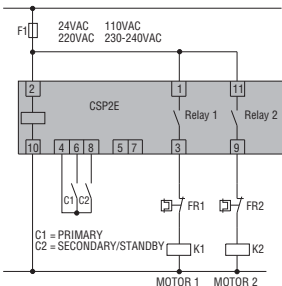 F1
24VAC 110VAC
220VAC 230-240VAC
2
1
11
CSP2E
Relay 1
Relay 2
10
4 6 8
5 7
3
9
C1 C2
FR1
FR2
C1 = PRIMARY
C2 = SECONDARY/STANDBY
K1
K2
MOTOR 1 MOTOR 2